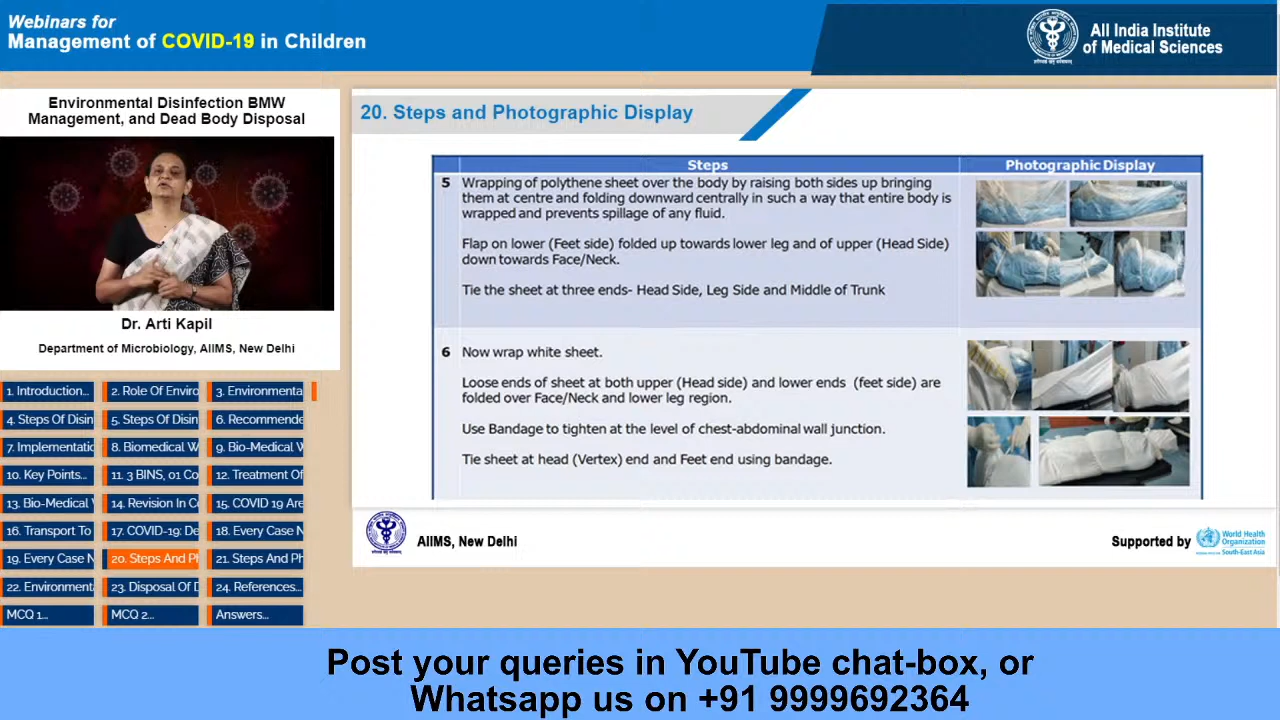 Webinars for
Management of COVID-19 in Children
All India Institute
of Medical Sciences
Environmental Disinfection BMW
Management, and Dead Body Disposal
Dr. Arti Kapil
Department of Microbiology, AIIMS, New Delhi
1. Introduction...
2. Role Of Enviro
3. Environmenta
4. Steps Of Disin
5. Steps Of Disin
6. Recommende
7. Implementatio
8. Biomedical W
9. Bio-Medical W
10. Key Points...
11. 3 BINS, 01 Co
12. Treatment Of
13. Bio-Medical
14. Revision In Co
15. COVID 19 Are
16. Transport To
17. COVID-19: De
18. Every Case N
19. Every Case N
20. Steps And Ph
21. Steps And Ph
22. Environment
23. Disposal Of D
24. References...
MCQ 1...
MCQ 2...
Answers...
20. Steps and Photographic Display
Steps
Photographic Display
5 Wrapping of polythene sheet over the body by raising both sides up bringing
them at centre and folding downward centrally in such a way that entire body is
wrapped and prevents spillage of any fluid.
Flap on lower (Feet side) folded up towards lower leg and of upper (Head Side)
down towards Face/Neck.
Tie the sheet at three ends- Head Side, Leg Side and Middle of Trunk
6 Now wrap white sheet.
Loose ends of sheet at both upper (Head side) and lower ends (feet side) are
folded over Face/Neck and lower leg region.
Use Bandage to tighten at the level of chest-abdominal wall junction.
Tie sheet at head (Vertex) end and Feet end using bandage.
AIIMS, New Delhi
Supported by
World Health
Organization
South-East Asia
Post your queries in YouTube chat-box, or
Whatsapp us on +91 9999692364